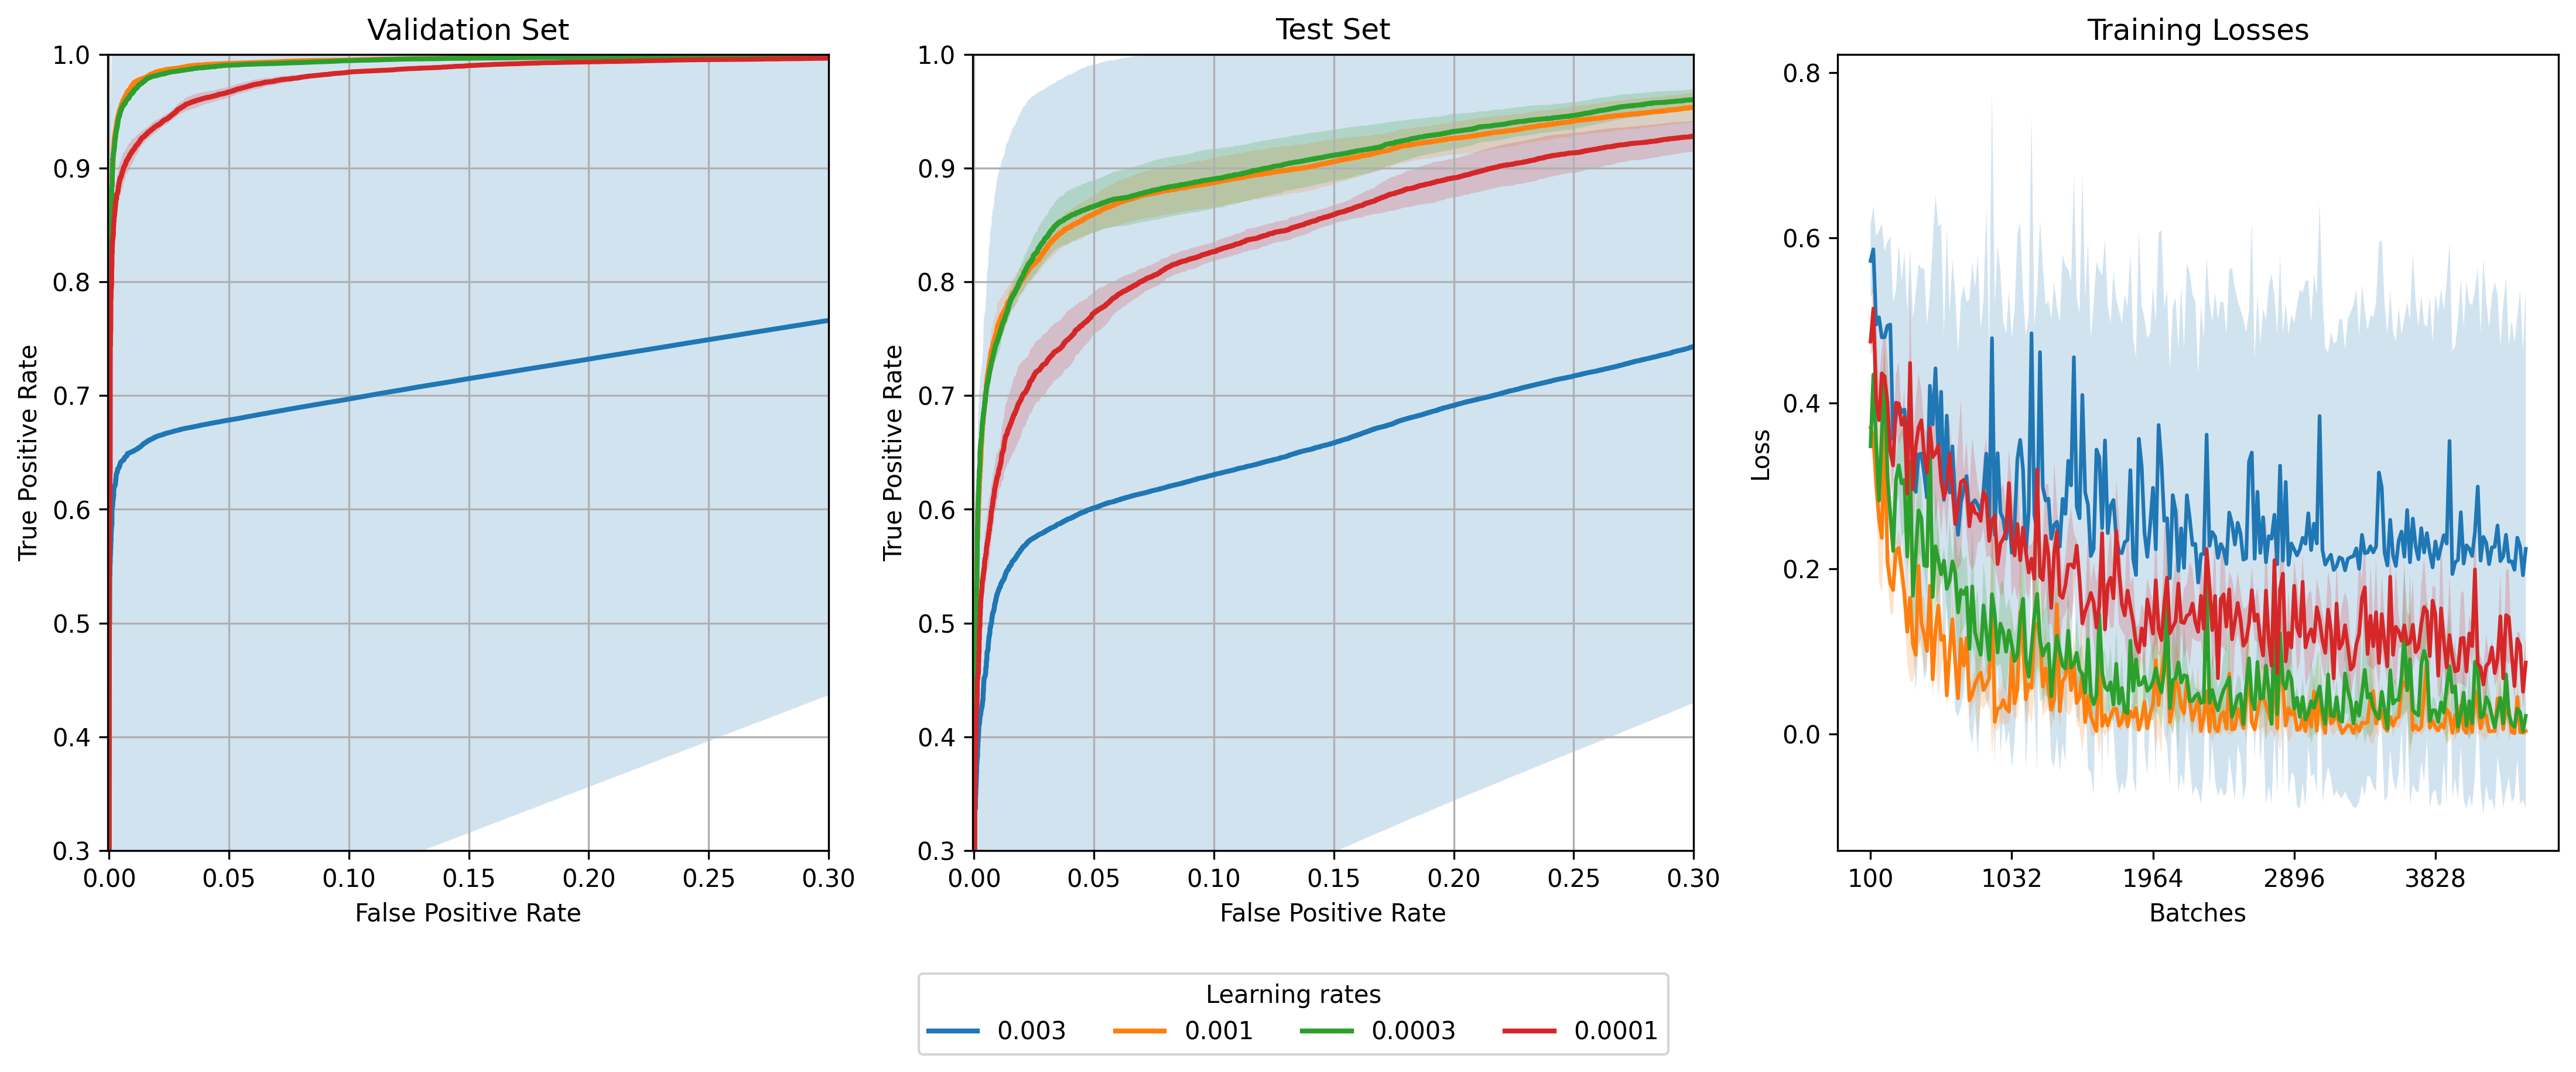 Validation Set
1.0
0.9
0.8
0.7
0.6
0.5
0.4
0.3
True Positive Rate
0.00 0.05 0.10 0.15 0.20 0.25 0.30
False Positive Rate
Test Set
1.0
0.9
0.8
0.7
0.6
0.5
0.4
0.3
True Positive Rate
0.00 0.05 0.10 0.15 0.20 0.25 0.30
False Positive Rate
Training Losses
0.8
0.6
0.4
0.2
0.0
Loss
100 1032 1964 2896 3828
Batches
Learning rates
0.003 0.001 0.0003 0.0001